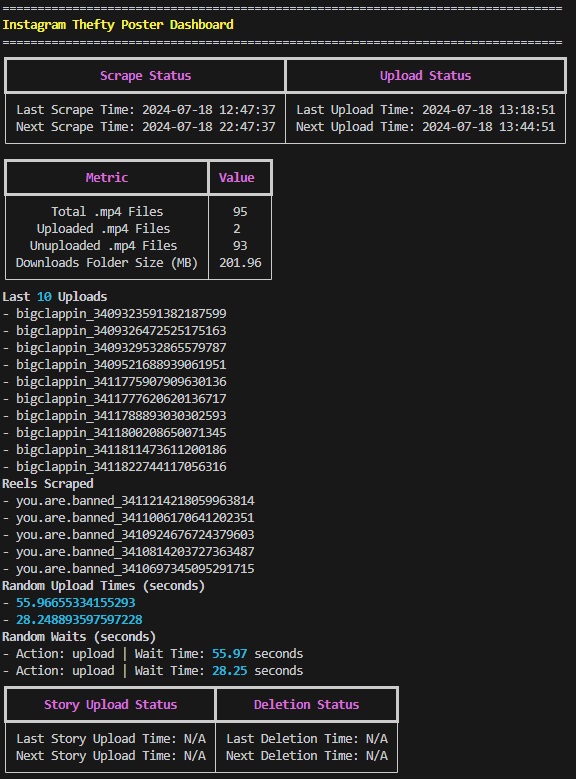 Instagram Thefty Poster Dashboard
Scrape Status Upload Status
Last Scrape Time: 2024-07-18 12:47:37 Last Upload Time: 2024-07-18 13:18:51
Next Scrape Time: 2024-07-18 22:47:37 Next Upload Time: 2024-07-18 13:44:51
Metric Value
Total .mp4 Files 95
Uploaded .mp4 Files 2
Unuploaded .mp4 Files 93
Downloads Folder Size (MB) 201.96
Last 10 Uploads
- bigclappin_3409323591382187599
- bigclappin_3409326472525175163
- bigclappin_3409329532865579787
- bigclappin_3409521688939061951
- bigclappin_3411775907909630136
- bigclappin_3411777620620136717
- bigclappin_3411788893030302593
- bigclappin_3411800208650071345
- bigclappin_3411811473611200186
- bigclappin_3411822744117056316
Reels Scraped
- you.are.banned_3411214218059963814
- you.are.banned_3411006170641202351
- you.are.banned_3410924676724379603
- you.are.banned_3410814203727363487
- you.are.banned_3410697345095291715
Random Upload Times (seconds)
- 55.96655334155293
- 28.248893597597228
Random Waits (seconds)
- Action: upload | Wait Time: 55.97 seconds
- Action: upload | Wait Time: 28.25 seconds
Story Upload Status Deletion Status
Last Story Upload Time: N/A Last Deletion Time: N/A
Next Story Upload Time: N/A Next Deletion Time: N/A